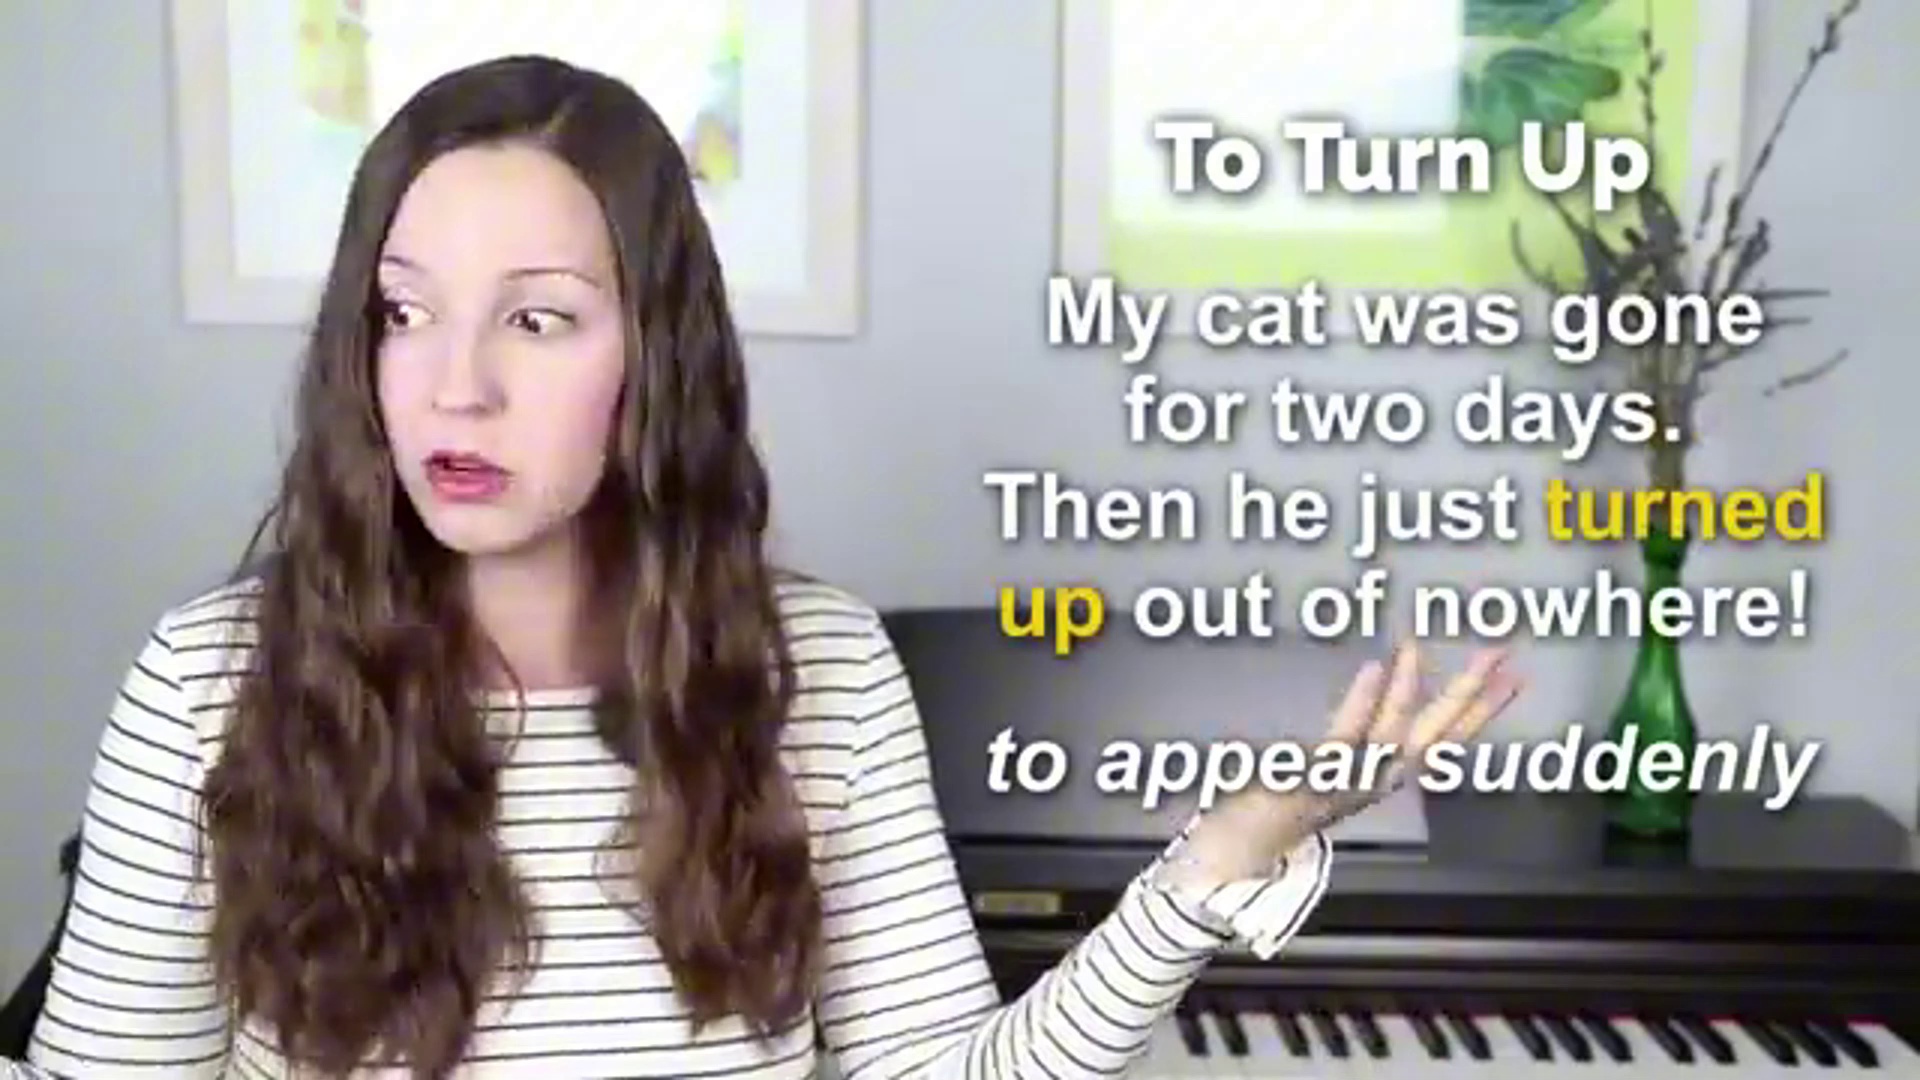 To Turn Up
My cat was gone
for two days.
Then he just turned
up out of nowhere!
to appear suddenly